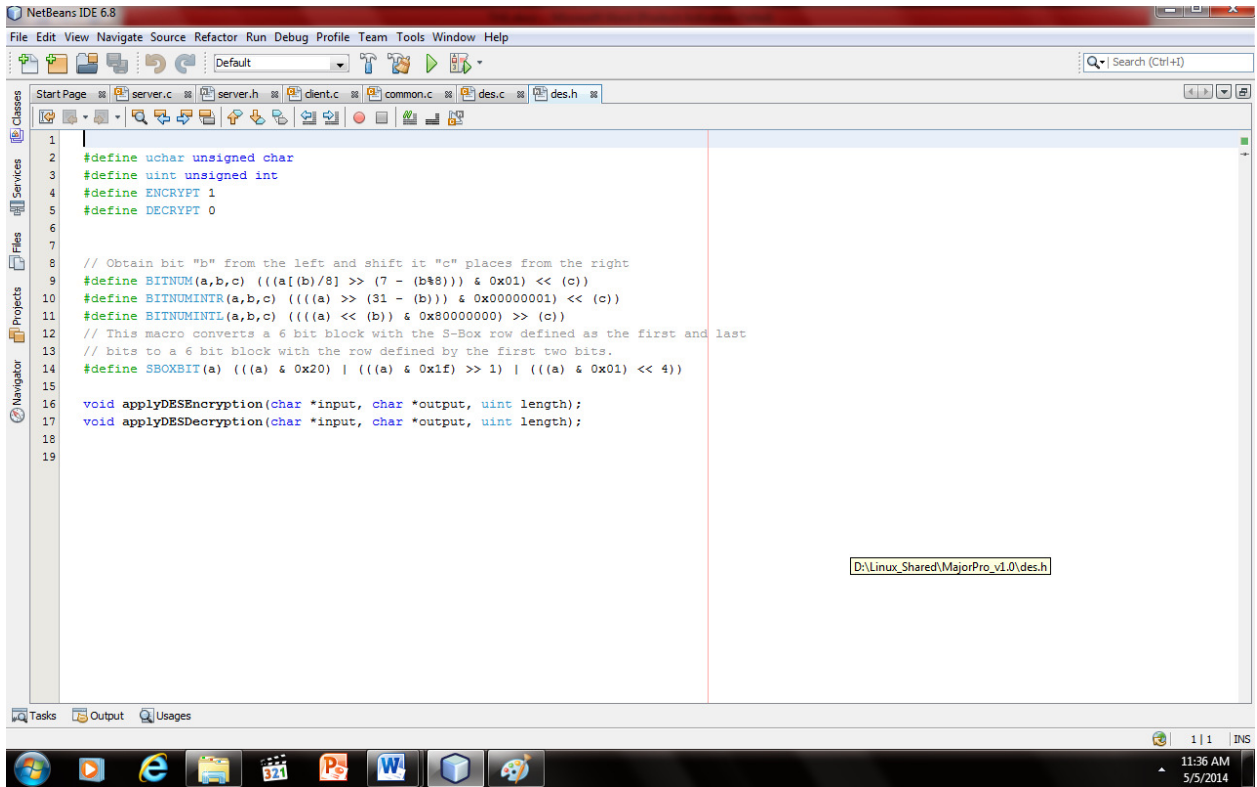 NetBeans IDE 6.8
File Edit View Navigate Source Refactor Run Debug Profile Team Tools Window Help
Default
Search (Ctrl+I)
Start Page server.c server.h client.c common.c des.c des.h
Classes
Services
Files
Projects
Navigator
1
2 #define uchar unsigned char
3 #define uint unsigned int
4 #define ENCRYPT 1
5 #define DECRYPT 0
6
7
8 // Obtain bit "b" from the left and shift it "c" places from the right
9 #define BITNUM(a,b,c) (((a[(b)/8] >> (7 - (b%8))) & 0x01) << (c))
10 #define BITNUMINTR(a,b,c) ((((a) >> (31 - (b))) & 0x00000001) << (c))
11 #define BITNUMINTL(a,b,c) ((((a) << (b)) & 0x80000000) >> (c))
12 // This macro converts a 6 bit block with the S-Box row defined as the first and last
13 // bits to a 6 bit block with the row defined by the first two bits.
14 #define SBOXBIT(a) (((a) & 0x20) | (((a) & 0x1f) >> 1) | (((a) & 0x01) << 4))
15
16 void applyDESEncryption(char *input, char *output, uint length);
17 void applyDESDecryption(char *input, char *output, uint length);
18
19
D:\Linux_Shared\MajorPro_v1.0\des.h
Tasks Output Usages
1 | 1 INS
321
11:36 AM
5/5/2014